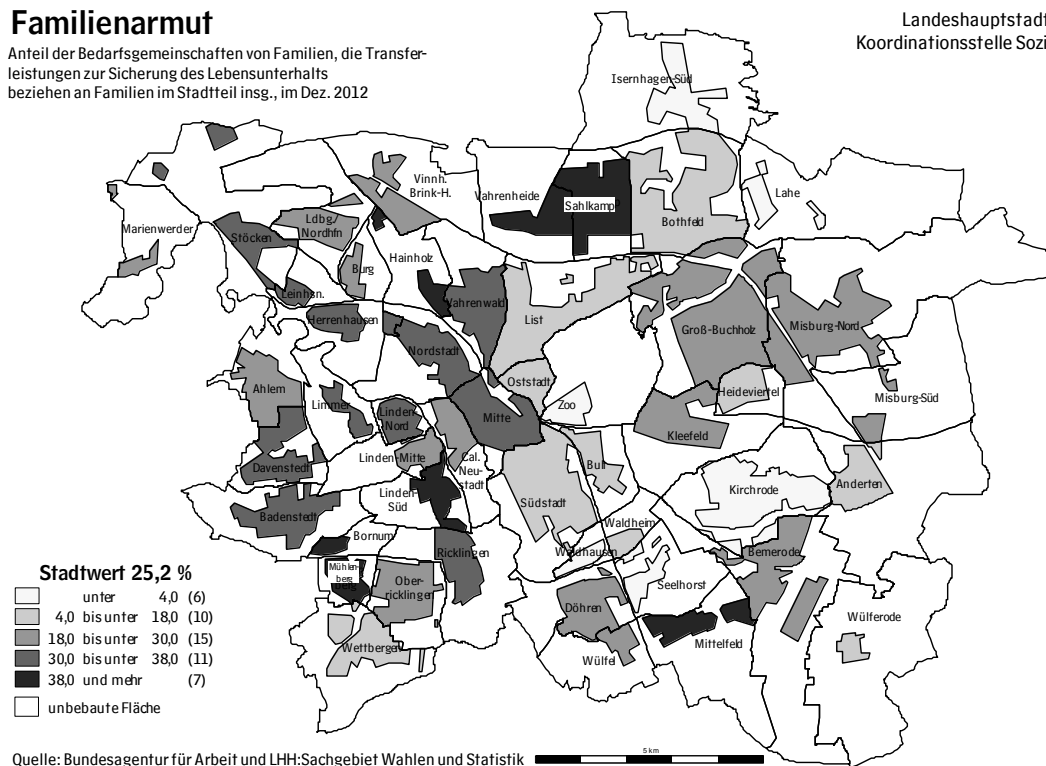 Familienarmut
Anteil der Bedarfsgemeinschaften von Familien, die Transfer-
leistungen zur Sicherung des Lebensunterhalts
beziehen an Familien im Stadtteil insg., im Dez. 2012
Landeshauptstadt
Koordinationsstelle Sozi
Isernhagen-Süd
Vinnh.
Brink-H.
Vahrenheide
Sahlkamp
Bothfeld
Lahe
Marienwerder
Stöcken
Ldbg./
Nordhfn
Burg
Hainholz
Leinhsn.
Herrenhausen
Vahrenwald
List
Groß-Buchholz
Misburg-Nord
Nordstadt
Oststadt
Zoo
Heideviertel
Misburg-Süd
Ahlem
Limmer
Linden-
Nord
Mitte
Kleefeld
Davenstedt
Linden-Mitte
Cal.
Neu-
stadt
Bult
Kirchrode
Anderten
Badenstedt
Linden-
Süd
Südstadt
Waldheim
Bornum
Ricklingen
Waldhausen
Bemerode
Mühlen-
berg
Ober-
ricklingen
Döhren
Seelhorst
Wülferode
Wettbergen
Wülfel
Mittelfeld
Stadtwert 25,2 %
unter 4,0 (6)
4,0 bis unter 18,0 (10)
18,0 bis unter 30,0 (15)
30,0 bis unter 38,0 (11)
38,0 und mehr (7)
unbebaute Fläche
5 km
Quelle: Bundesagentur für Arbeit und LHH:Sachgebiet Wahlen und Statistik